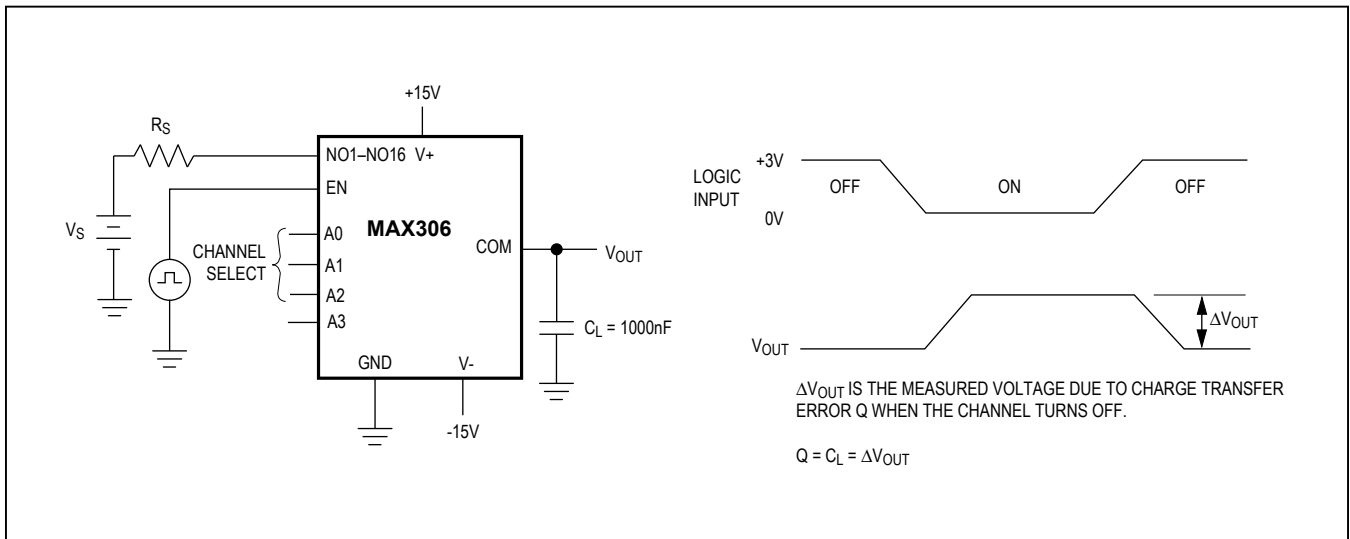 +15V
RS
NO1–NO16 V+
EN
VS
CHANNEL
SELECT
A0
A1
A2
A3
MAX306
COM
VOUT
CL = 1000nF
GND
V-
-15V
LOGIC
INPUT
+3V
0V
OFF
ON
OFF
VOUT
ΔVOUT
ΔVOUT IS THE MEASURED VOLTAGE DUE TO CHARGE TRANSFER
ERROR Q WHEN THE CHANNEL TURNS OFF.
Q = CL = ΔVOUT